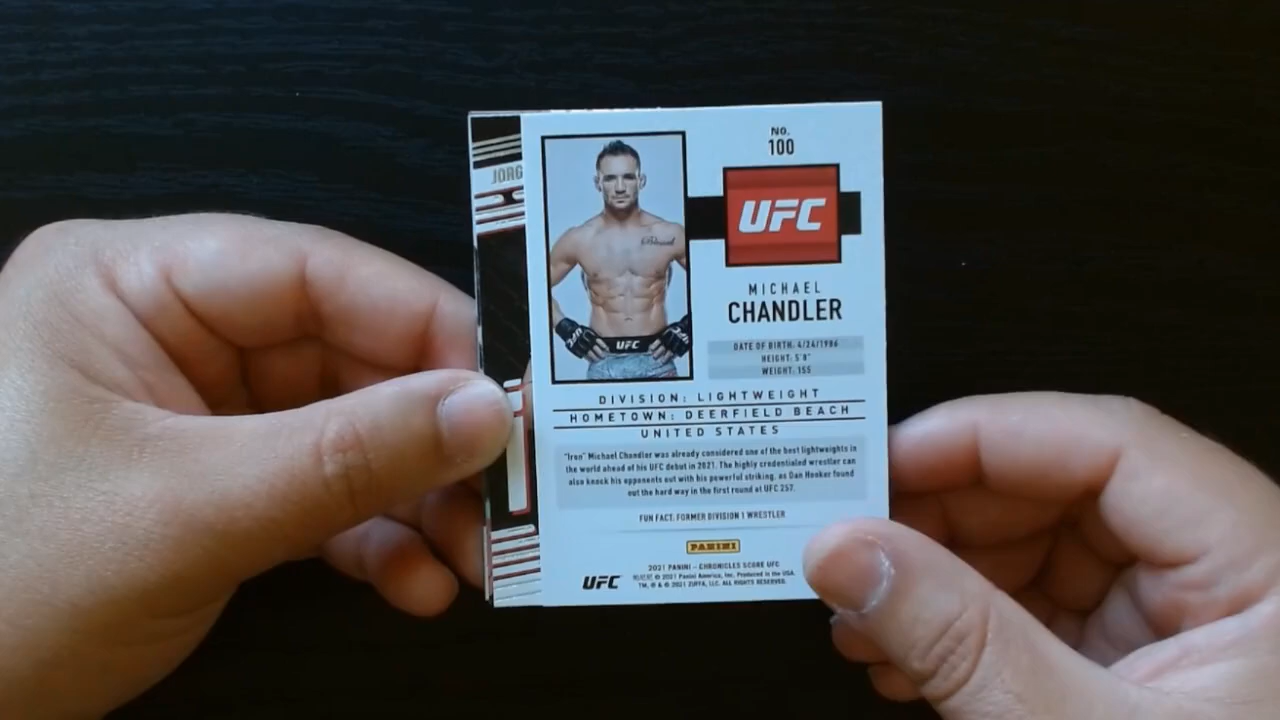 JORG
No.
100
UFC
MICHAEL
CHANDLER
DATE OF BIRTH: 4/24/1986
HEIGHT: 5'8"
WEIGHT: 155
Blessed
UFC
UFC
UFC
DIVISION: LIGHTWEIGHT
HOMETOWN: DEERFIELD BEACH
UNITED STATES
"Iron" Michael Chandler was already considered one of the best lightweights in
the world ahead of his UFC debut in 2021. The highly credentialed wrestler can
also knock his opponents out with his powerful striking, as Dan Hooker found
out the hard way in the first round at UFC 257.
FUN FACT: FORMER DIVISION 1 WRESTLER
PANINI
2021 PANINI – CHRONICLES SCORE UFC
© 2021 Panini America, Inc. Produced in the USA.
TM, ® & © 2021 ZUFFA, LLC. ALL RIGHTS RESERVED.
UFC